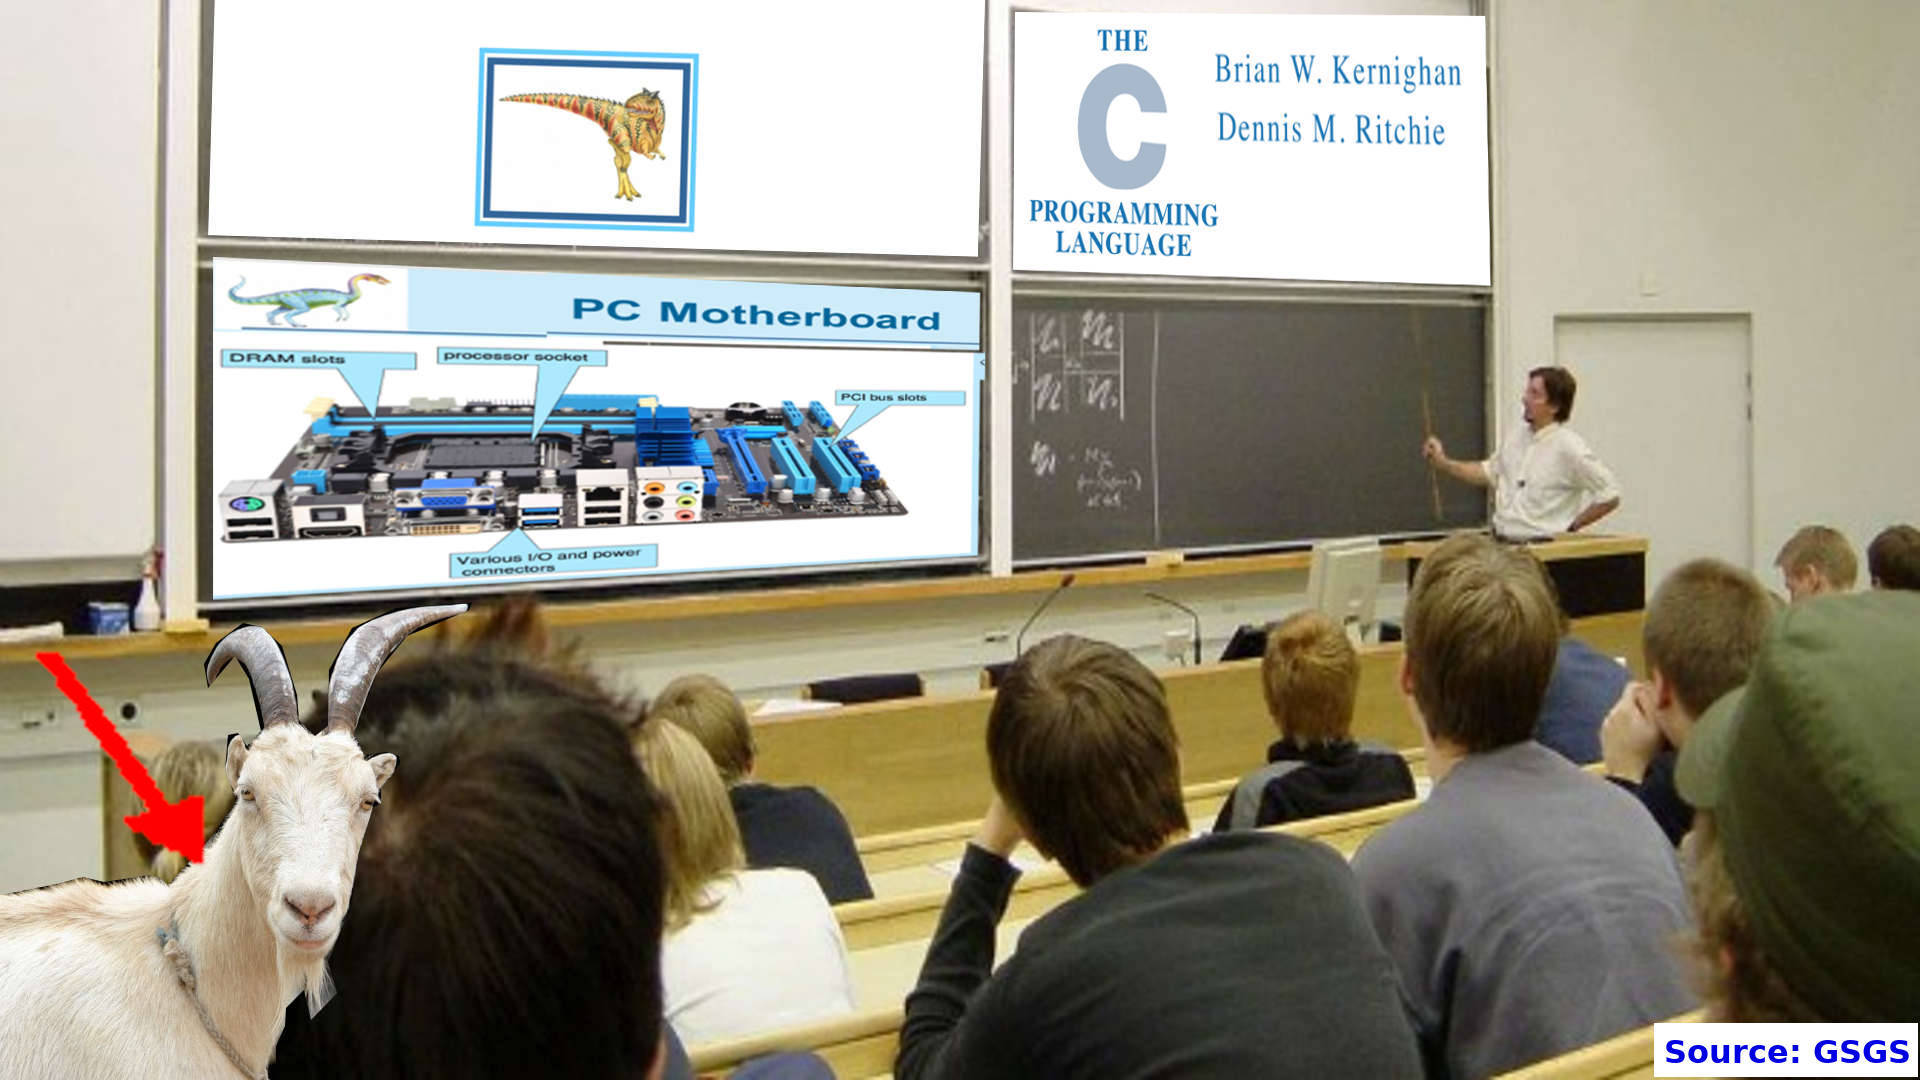 THE
C
PROGRAMMING
LANGUAGE
Brian W. Kernighan
Dennis M. Ritchie
PC Motherboard
DRAM slots
processor socket
PCI bus slots
Various I/O and power
connectors
Source: GSGS